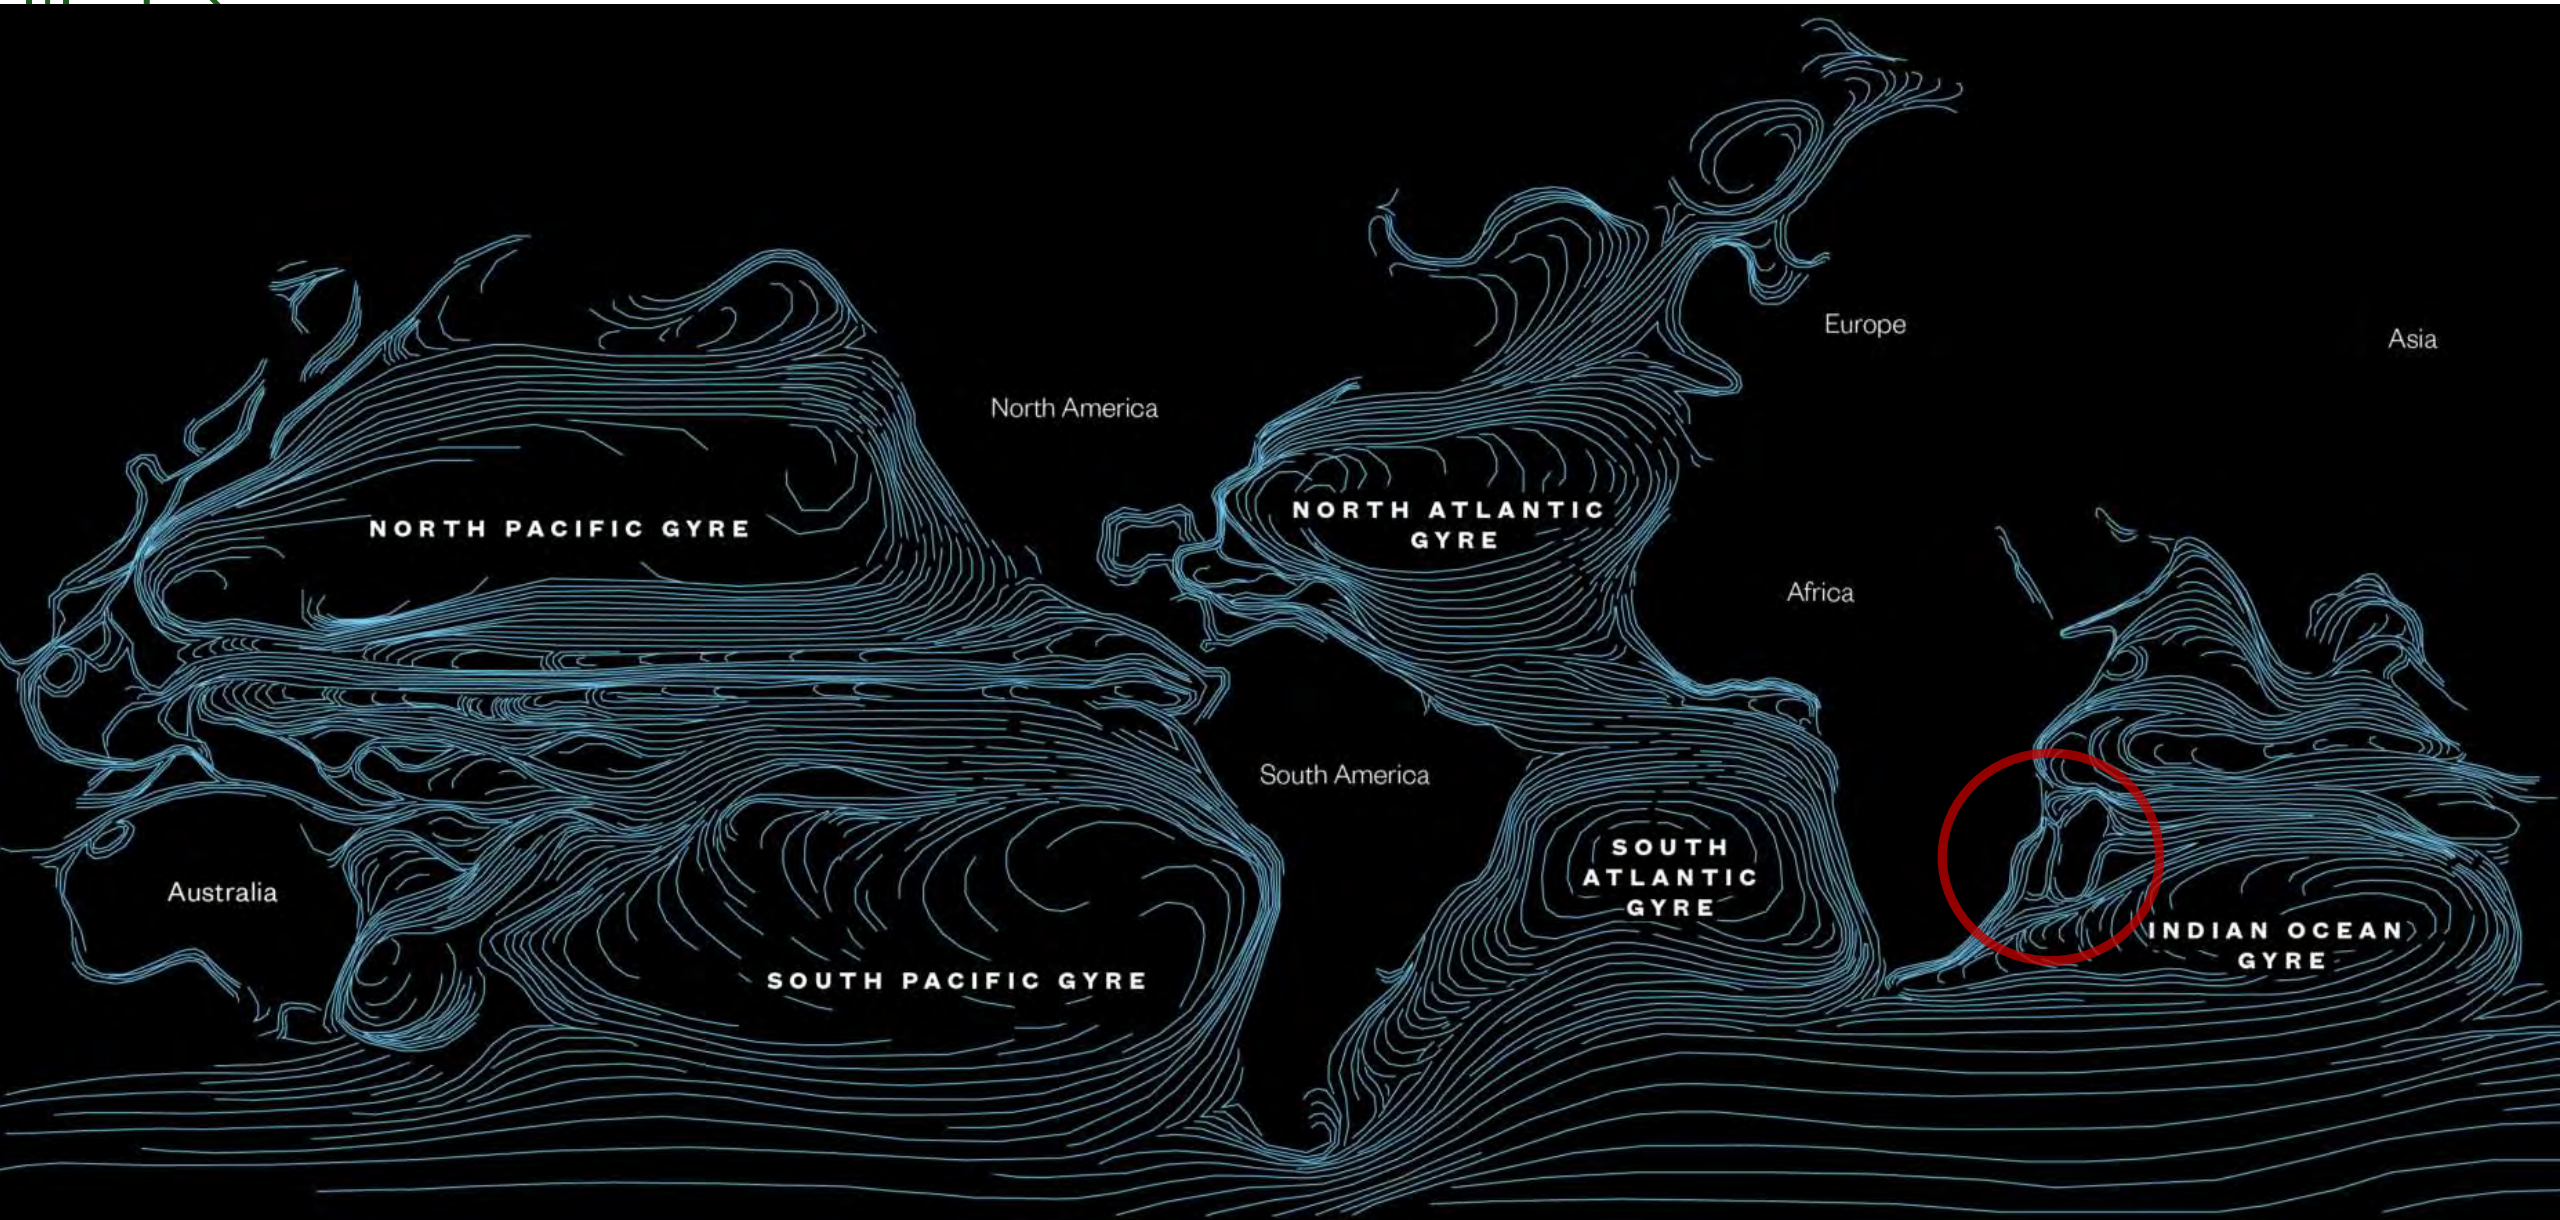 Europe
Asia
North America
NORTH PACIFIC GYRE
NORTH ATLANTIC
GYRE
Africa
South America
Australia
SOUTH
ATLANTIC
GYRE
INDIAN OCEAN
GYRE
SOUTH PACIFIC GYRE